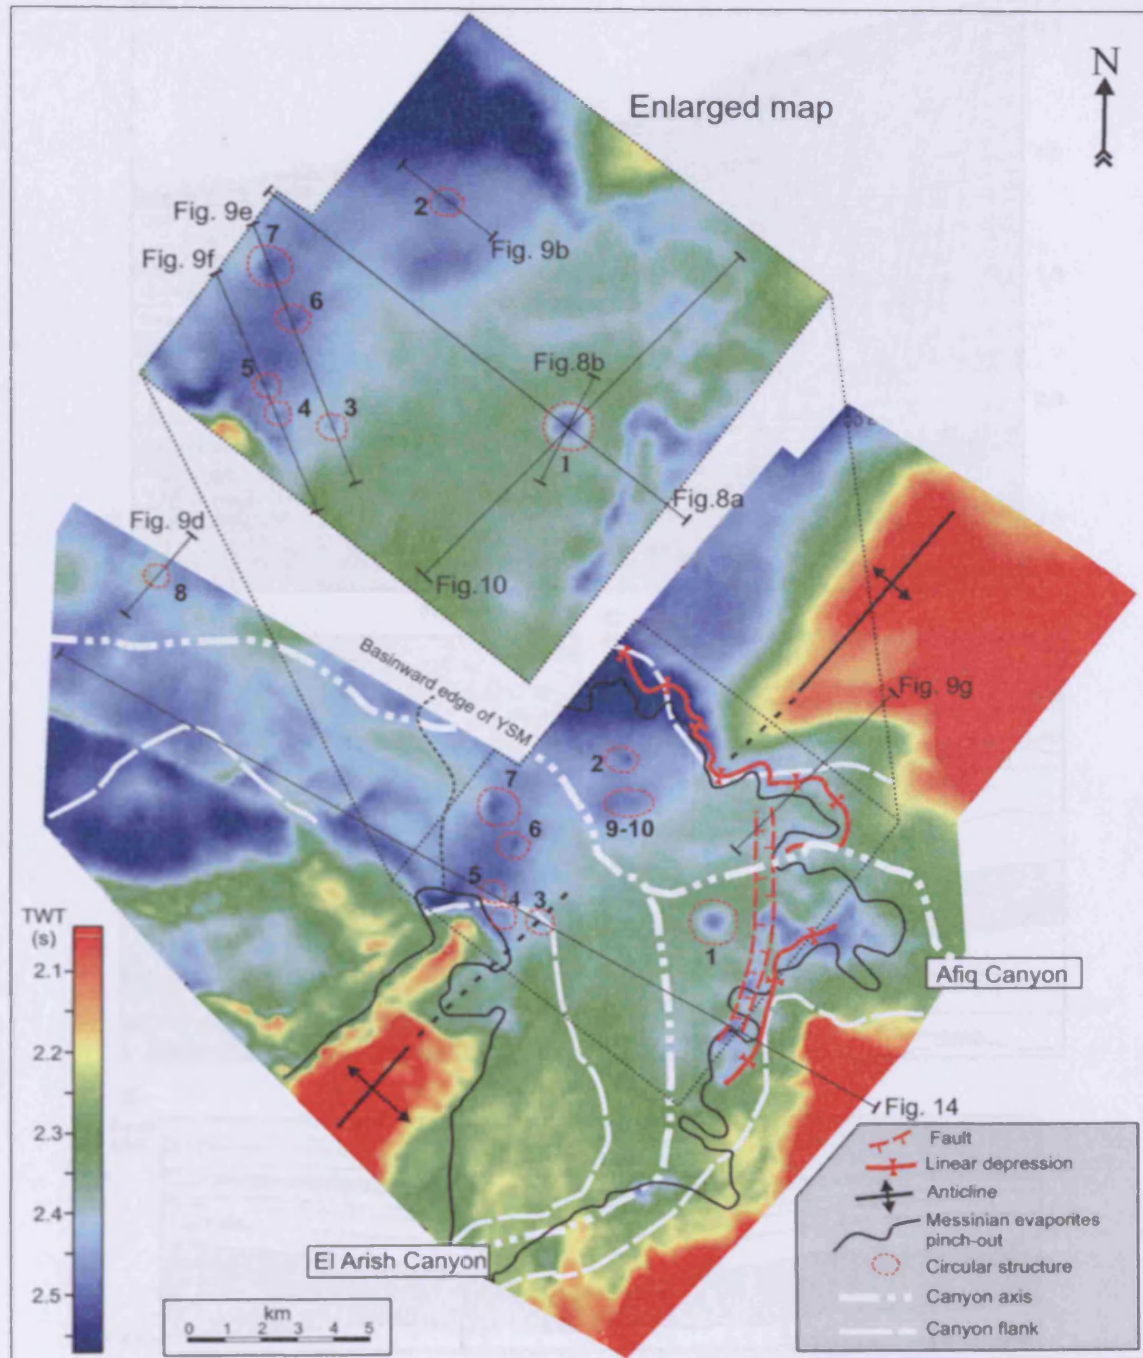 N
Enlarged map
Fig. 9e
7
2
Fig. 9b
Fig. 9f
6
Fig.8b
5
4
3
1
Fig.8a
Fig.10
Fig. 9d
8
Basinward edge of YSM
Fig. 9g
2
7
9-10
6
5
4
3
1
TWT
(s)
2.1
2.2
2.3
2.4
2.5
Afiq Canyon
Fig. 14
El Arish Canyon
km
0 1 2 3 4 5
Fault
Linear depression
Anticline
Messinian evaporites
pinch-out
Circular structure
Canyon axis
Canyon flank